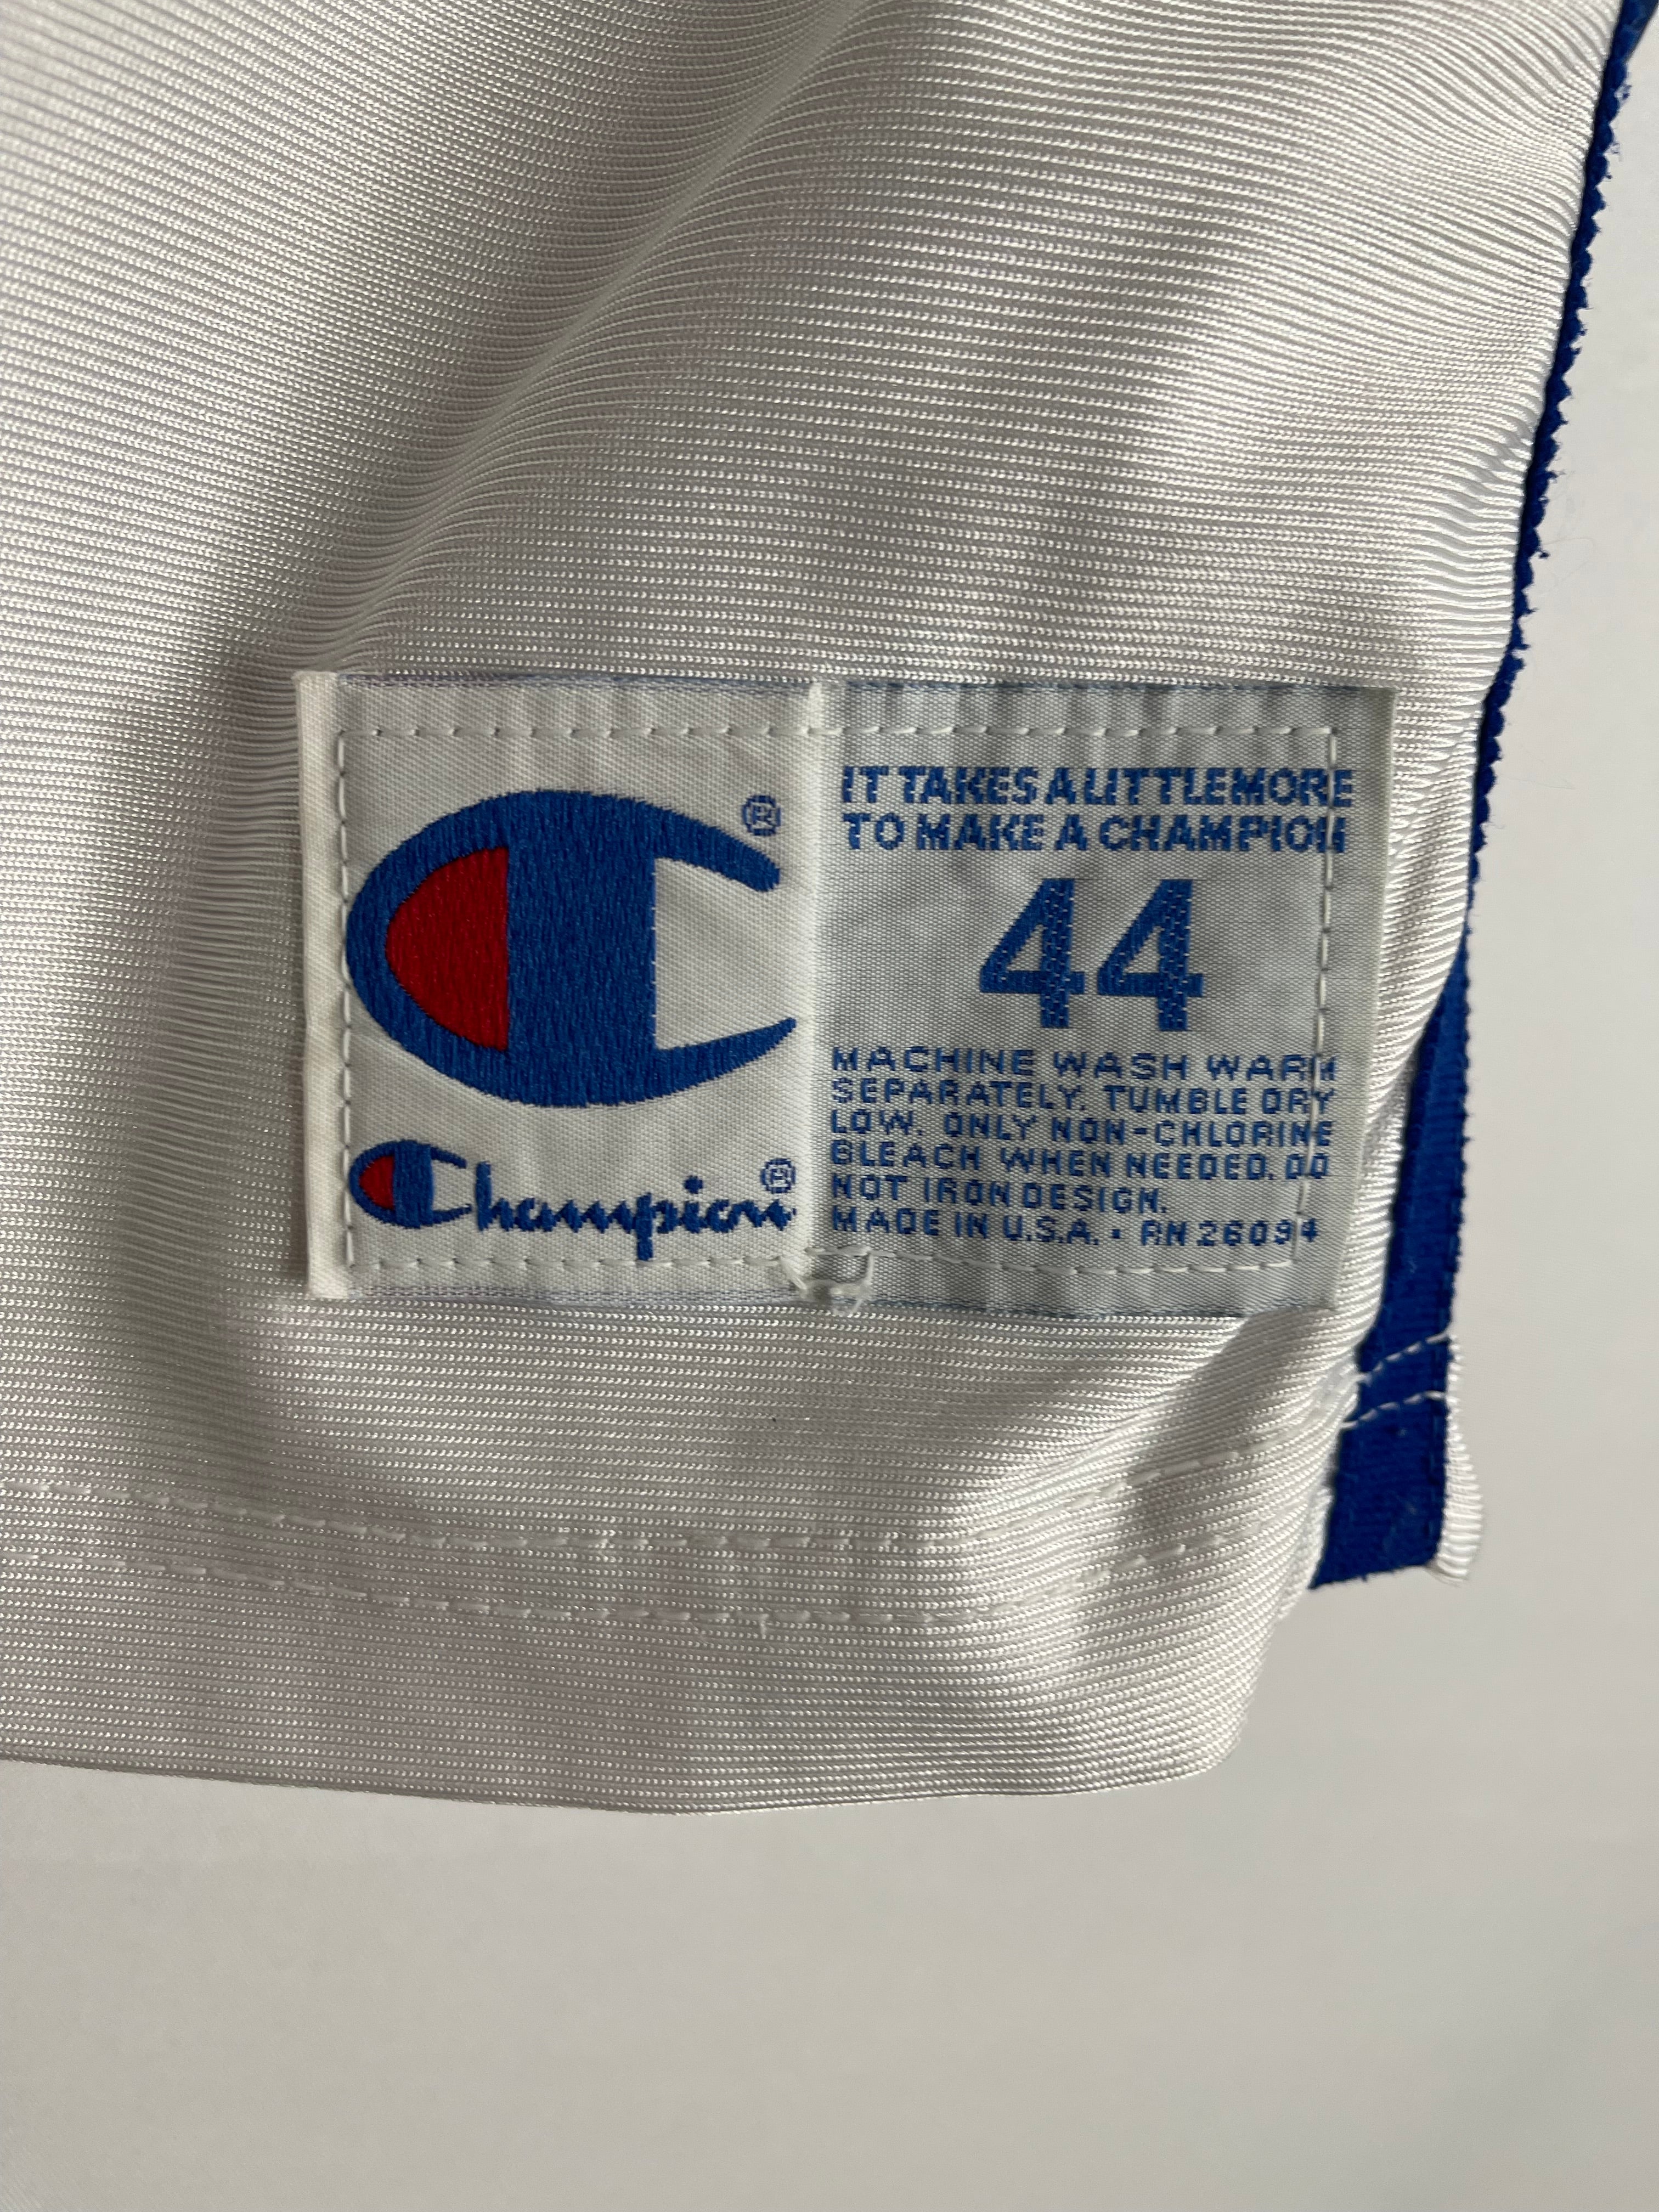 ®
Champion®
IT TAKES A LITTLE MORE
TO MAKE A CHAMPION
44
MACHINE WASH WARM
SEPARATELY. TUMBLE DRY
LOW. ONLY NON-CHLORINE
BLEACH WHEN NEEDED. DO
NOT IRON DESIGN.
MADE IN U.S.A. • RN 26094